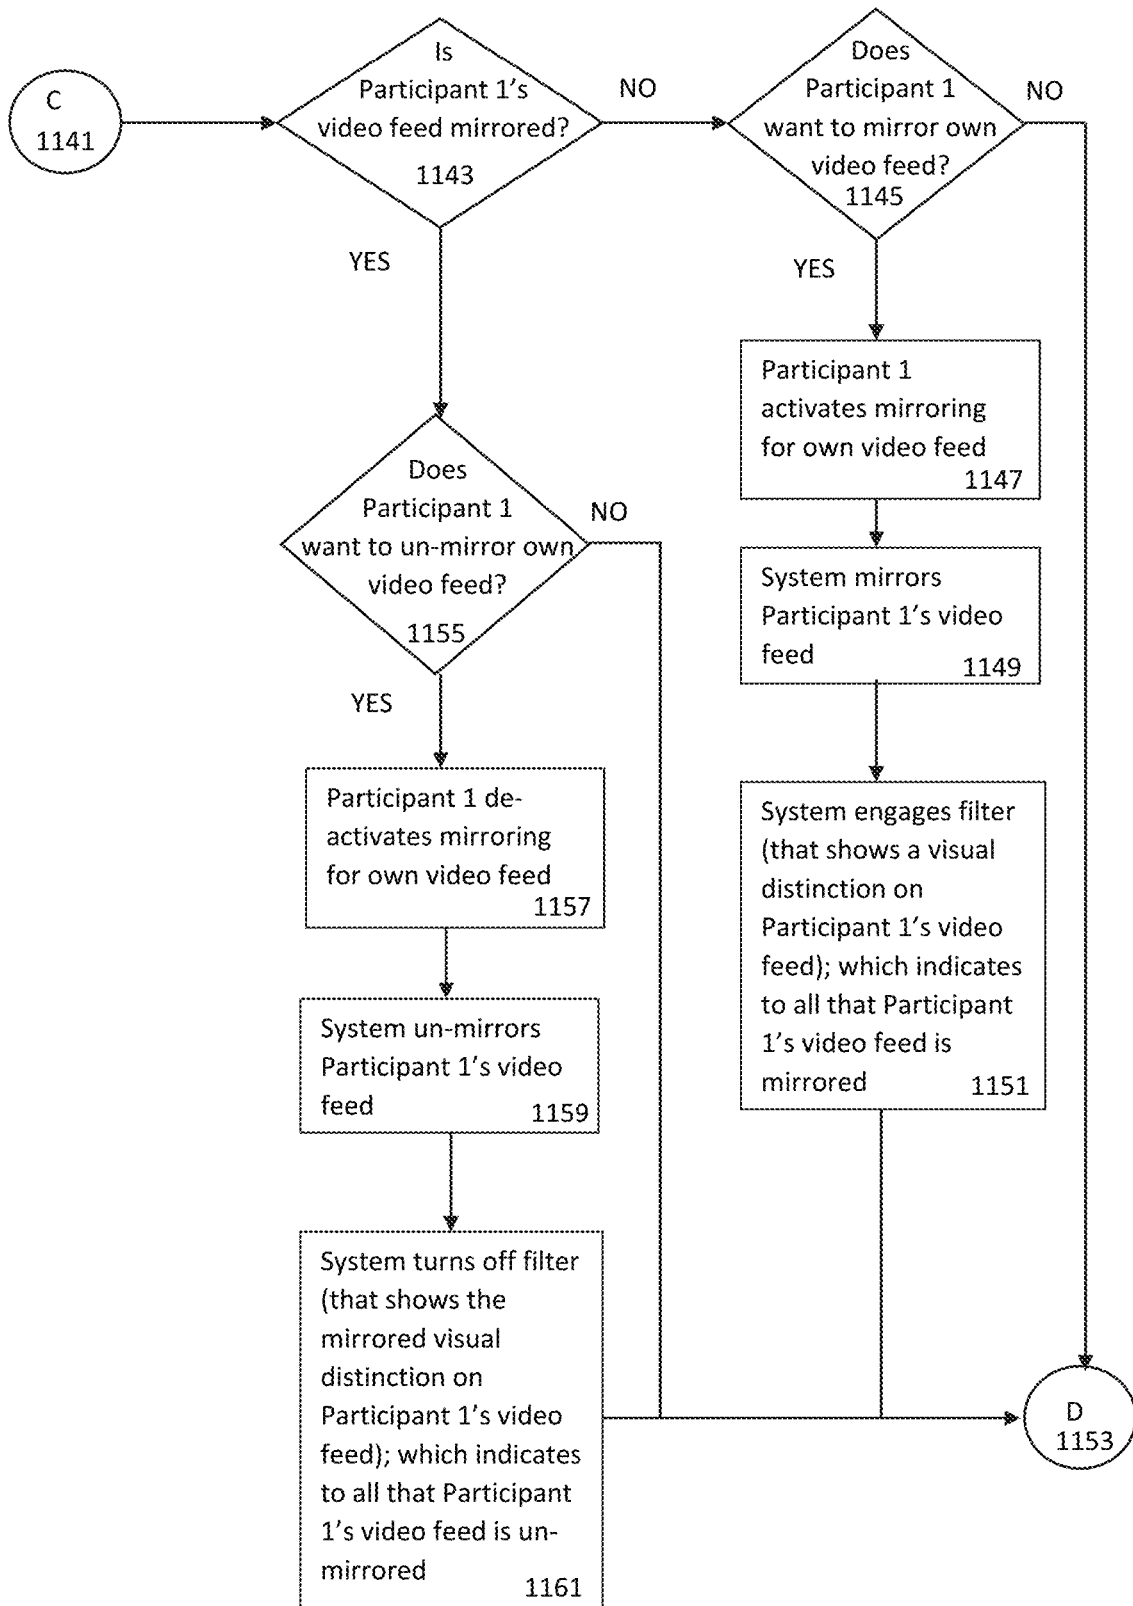 C
1141
Is
Participant 1's
video feed mirrored?
1143
NO
Does
Participant 1
want to mirror own
video feed?
1145
NO
YES
YES
Participant 1
activates mirroring
for own video feed
1147
Does
Participant 1
want to un-mirror own
video feed?
1155
NO
System mirrors
Participant 1's video
feed
1149
YES
Participant 1 de-
activates mirroring
for own video feed
1157
System engages filter
(that shows a visual
distinction on
Participant 1's video
feed); which indicates
to all that Participant
1's video feed is
mirrored
1151
System un-mirrors
Participant 1's video
feed
1159
System turns off filter
(that shows the
mirrored visual
distinction on
Participant 1's video
feed); which indicates
to all that Participant
1's video feed is un-
mirrored
1161
D
1153